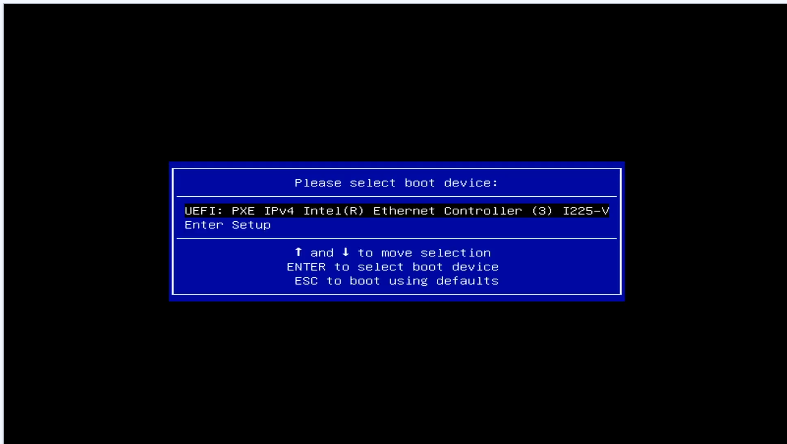 Please select boot device:
UEFI: PXE IPv4 Intel(R) Ethernet Controller (3) I225-V
Enter Setup
↑ and ↓ to move selection
ENTER to select boot device
ESC to boot using defaults